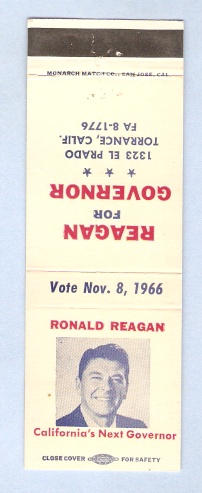 MONARCH MATCH CO., SAN JOSE, CAL.
REAGAN
FOR
GOVERNOR
1323 EL PRADO
TORRANCE, CALIF.
FA 8-1776
Vote Nov. 8, 1966
RONALD REAGAN
California's Next Governor
CLOSE COVER FOR SAFETY